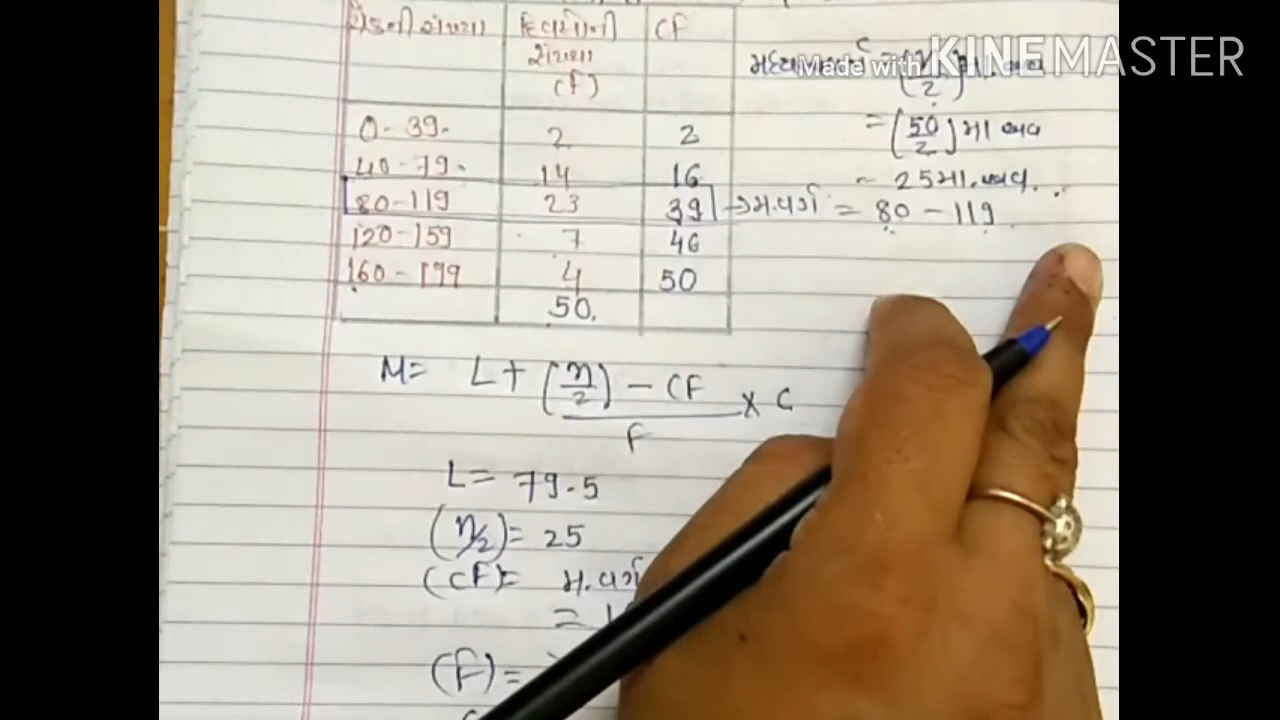 Made with KINEMASTER
સંખ્યા દિવસોની CF
સંખ્યા
(f)
0 - 39 2 2
40 - 79 14 16
80 - 119 23 39 → મ.વર્ગ = 80 - 119
120 - 159 7 46
160 - 199 4 50
50
= (50/2) મા અવ
- 25મા. અવ.
M = L + (n/2) - CF / F × C
L = 79.5
(n/2) = 25
(CF) = મ.વર્ગ
(F) =